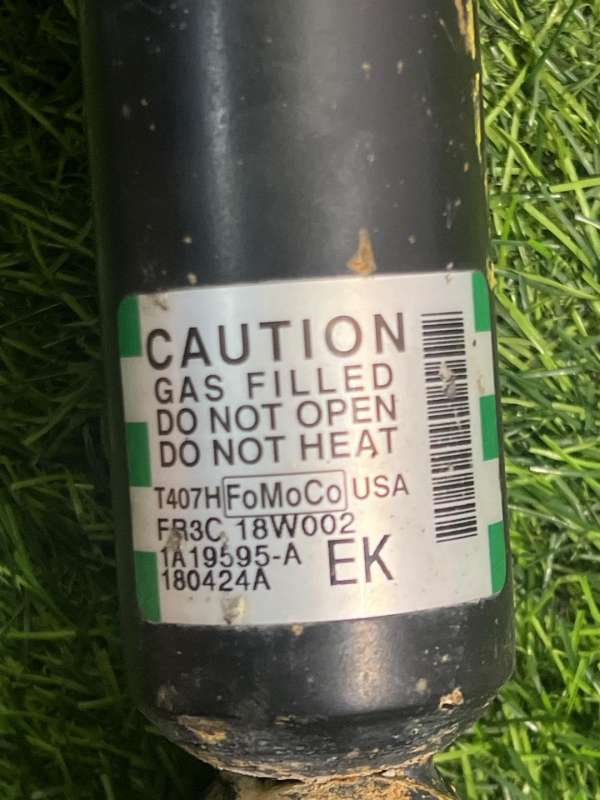 CAUTION
GAS FILLED
DO NOT OPEN
DO NOT HEAT
T407H FoMoCo USA
FR3C 18W002
1A19595-A
180424A
EK